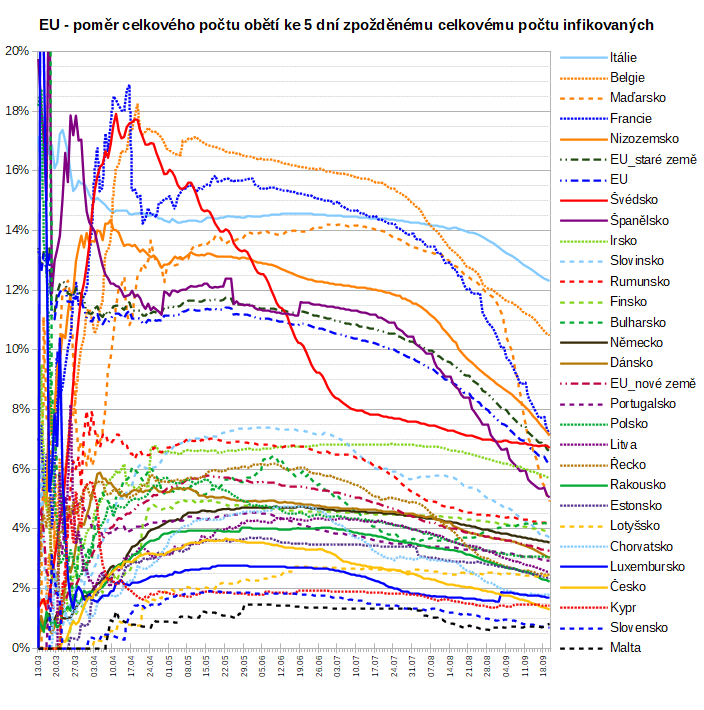 EU - poměr celkového počtu obětí ke 5 dní zpožděnému celkovému počtu infikovaných
20%
18%
16%
14%
12%
10%
8%
6%
4%
2%
0%
13.03
20.03
27.03
03.04
10.04
17.04
24.04
01.05
08.05
15.05
22.05
29.05
05.06
12.06
19.06
26.06
03.07
10.07
17.07
24.07
31.07
07.08
14.08
21.08
28.08
04.09
11.09
18.09
Itálie
Belgie
Maďarsko
Francie
Nizozemsko
EU_staré země
EU
Švédsko
Španělsko
Irsko
Slovinsko
Rumunsko
Finsko
Bulharsko
Německo
Dánsko
EU_nové země
Portugalsko
Polsko
Litva
Řecko
Rakousko
Estonsko
Lotyšsko
Chorvatsko
Luxembursko
Česko
Kypr
Slovensko
Malta